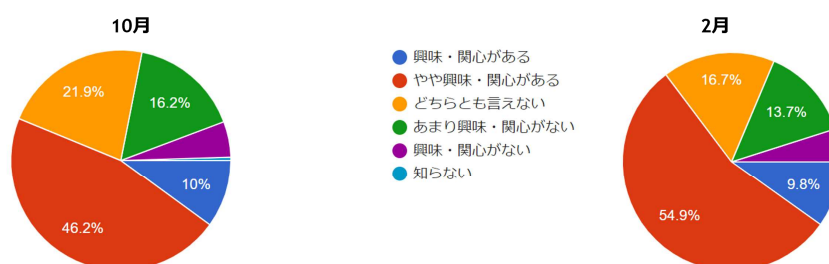 10月
21.9%
16.2%
10%
46.2%
興味・関心がある
やや興味・関心がある
どちらとも言えない
あまり興味・関心がない
興味・関心がない
知らない
2月
16.7%
13.7%
9.8%
54.9%